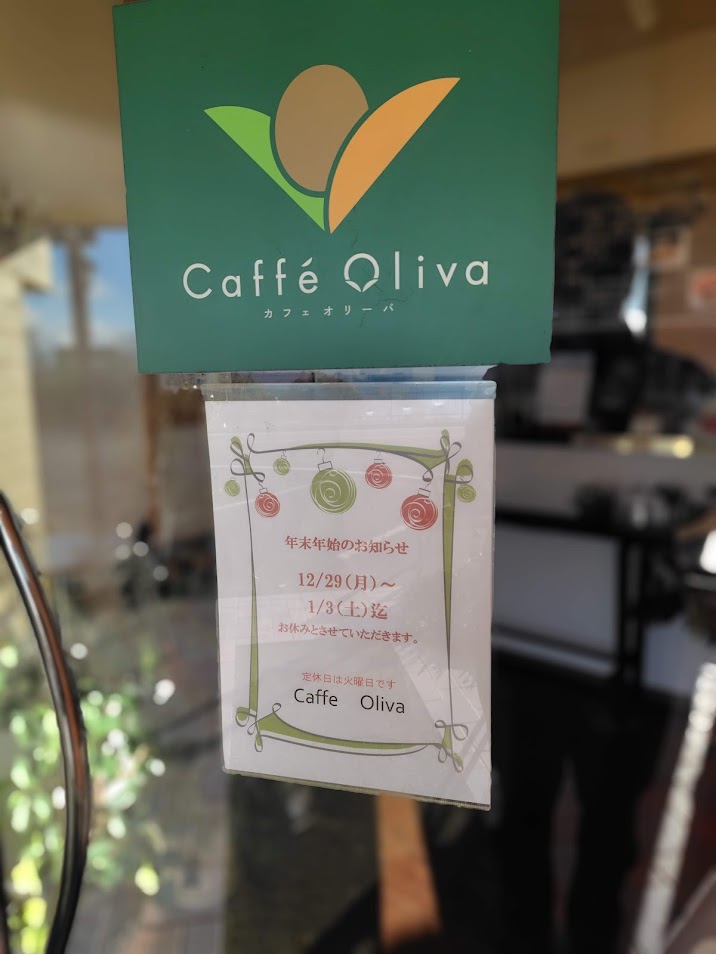 Caffé Oliva
カフェオリーバ
年末年始のお知らせ
12/29(月)～
1/3(土)迄
お休みとさせていただきます。
定休日は火曜日です
Caffe Oliva